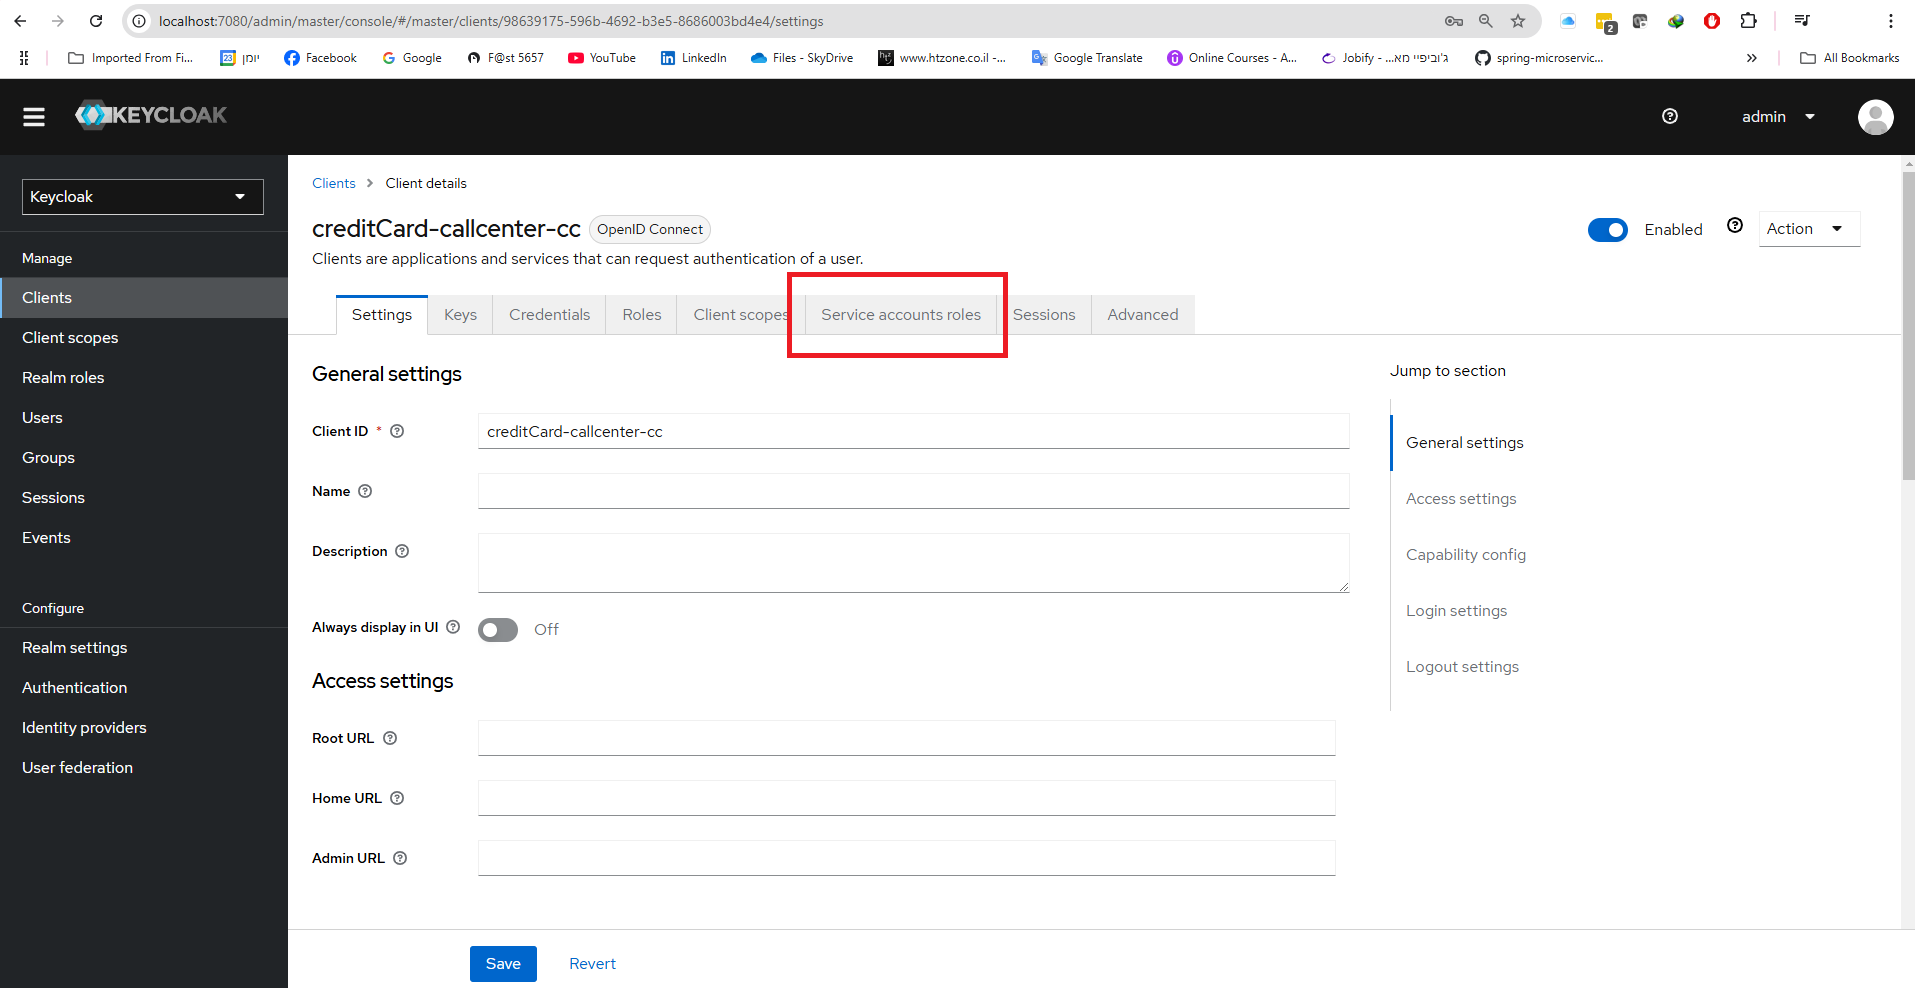 localhost:7080/admin/master/console/#/master/clients/98639175-596b-4692-b3e5-8686003bd4e4/settings
2
Imported From Fi...
23
יומן
Facebook
Google
F@st 5657
YouTube
LinkedIn
Files - SkyDrive
www.htzone.co.il -...
Google Translate
Online Courses - A...
Jobify - ג'וביפיי מא...
spring-microservic...
All Bookmarks
KEYCLOAK
admin
Keycloak
Manage
Clients
Client scopes
Realm roles
Users
Groups
Sessions
Events
Configure
Realm settings
Authentication
Identity providers
User federation
Clients > Client details
creditCard-callcenter-cc OpenID Connect
Enabled
Action
Clients are applications and services that can request authentication of a user.
Settings Keys Credentials Roles Client scopes Service accounts roles Sessions Advanced
General settings
Client ID *
creditCard-callcenter-cc
Name
Description
Always display in UI
Off
Access settings
Root URL
Home URL
Admin URL
Save
Revert
Jump to section
General settings
Access settings
Capability config
Login settings
Logout settings